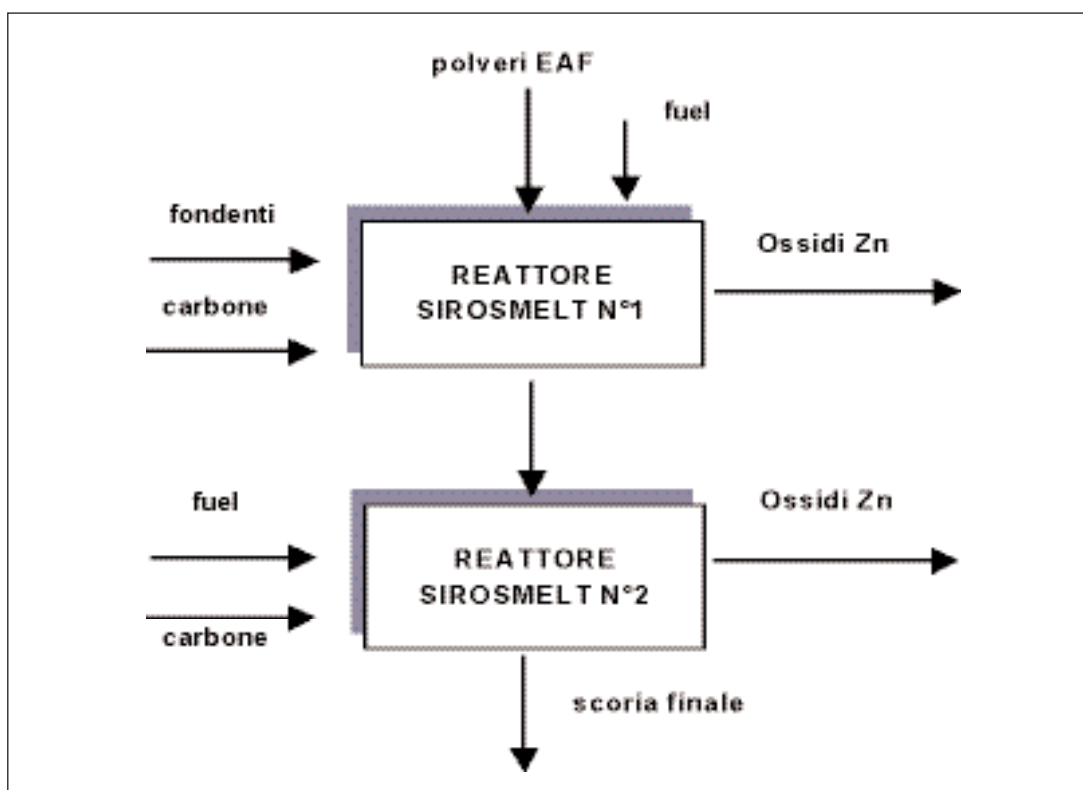 polveri EAF
fuel
fondenti
carbone
REATTORE
SIROSMELT N°1
Ossidi Zn
fuel
carbone
REATTORE
SIROSMELT N°2
Ossidi Zn
scoria finale